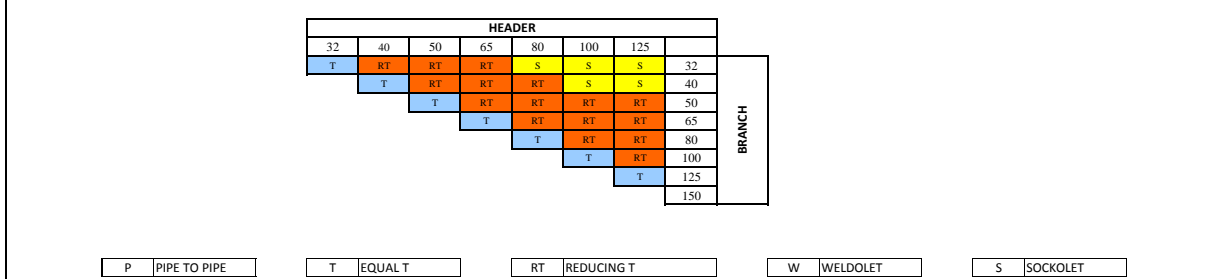 HEADER
32 40 50 65 80 100 125
T RT RT RT S S S 32
T RT RT RT S S 40
T RT RT RT RT 50
T RT RT RT 65
T RT RT 80
T RT 100
T 125
150
BRANCH
P PIPE TO PIPE T EQUAL T RT REDUCING T W WELDOLET S SOCKOLET